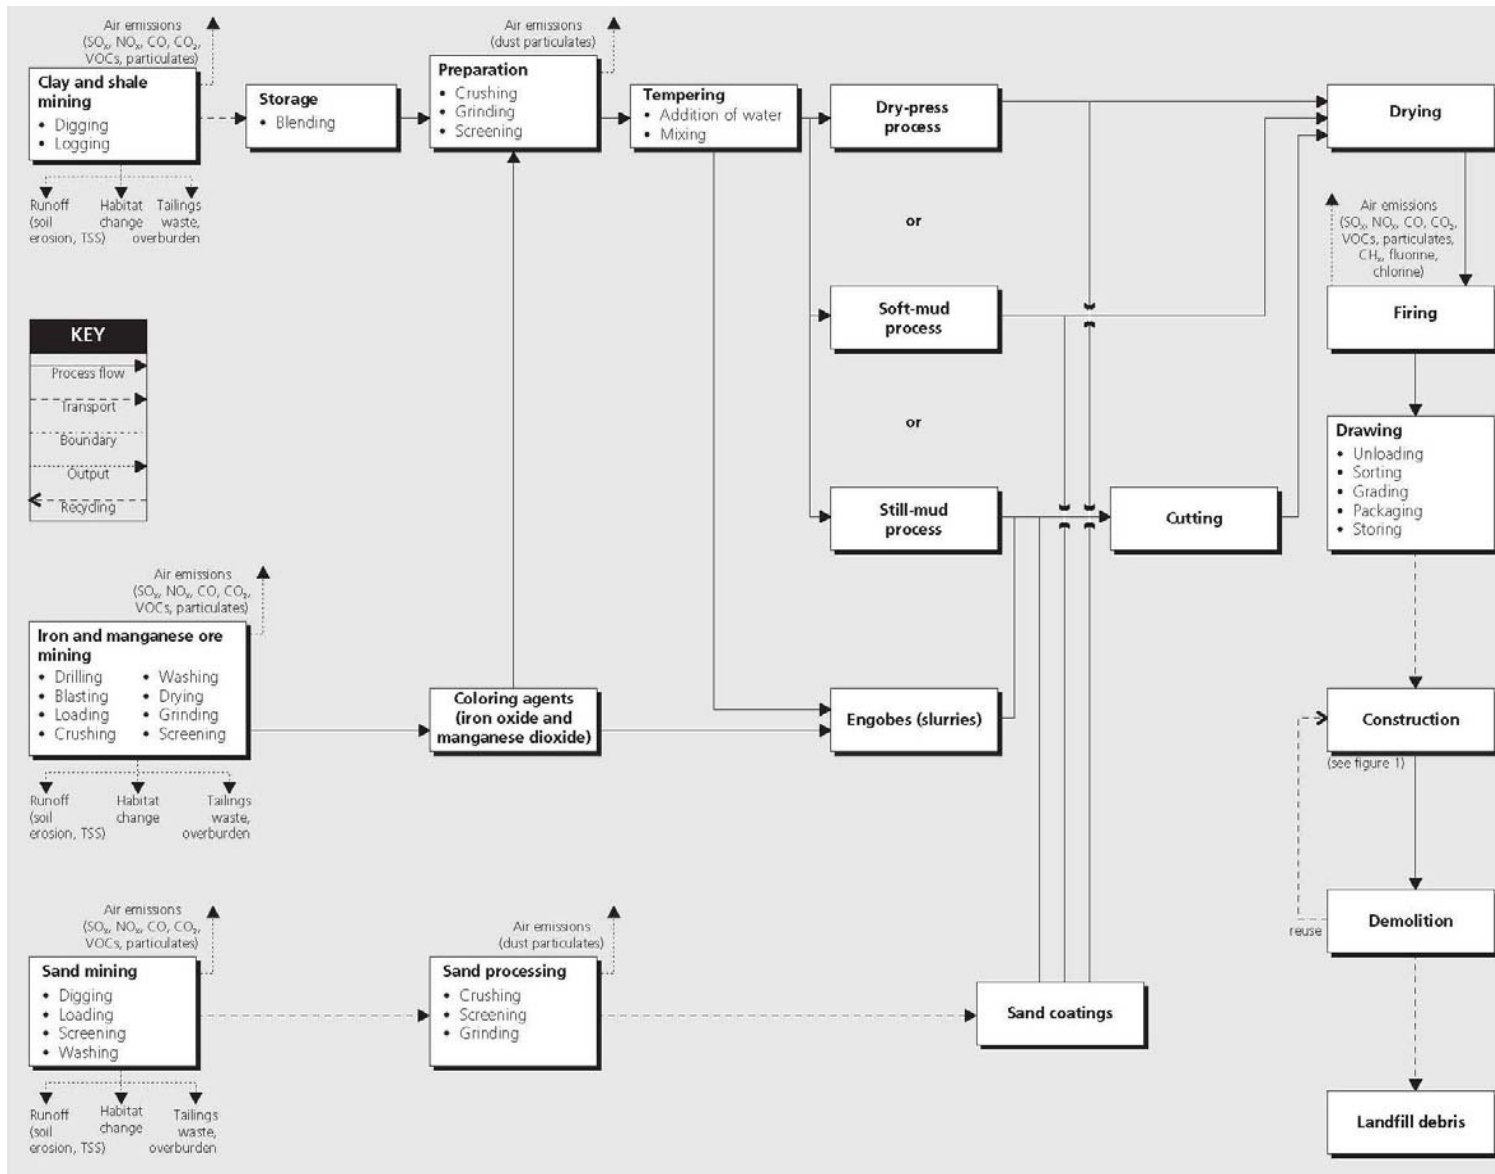 Air emissions
(SOₓ, NOₓ, CO, CO₂,
VOCs, particulates)
Clay and shale
mining
• Digging
• Logging
Runoff
(soil
erosion, TSS)
Habitat
change
Tailings
waste,
overburden
Storage
• Blending
Air emissions
(dust particulates)
Preparation
• Crushing
• Grinding
• Screening
Tempering
• Addition of water
• Mixing
Dry-press
process
or
Soft-mud
process
or
Still-mud
process
Cutting
Drying
Air emissions
(SOₓ, NOₓ, CO, CO₂,
VOCs, particulates,
CHₓ, fluorine,
chlorine)
Firing
Drawing
• Unloading
• Sorting
• Grading
• Packaging
• Storing
KEY
Process flow
Transport
Boundary
Output
Recycling
Air emissions
(SOₓ, NOₓ, CO, CO₂,
VOCs, particulates)
Iron and manganese ore
mining
• Drilling
• Blasting
• Loading
• Crushing
• Washing
• Drying
• Grinding
• Screening
Runoff
(soil
erosion, TSS)
Habitat
change
Tailings
waste,
overburden
Coloring agents
(iron oxide and
manganese dioxide)
Engobes (slurries)
Construction
(see figure 1)
reuse
Demolition
Landfill debris
Air emissions
(SOₓ, NOₓ, CO, CO₂,
VOCs, particulates)
Sand mining
• Digging
• Loading
• Screening
• Washing
Runoff
(soil
erosion, TSS)
Habitat
change
Tailings
waste,
overburden
Air emissions
(dust particulates)
Sand processing
• Crushing
• Screening
• Grinding
Sand coatings